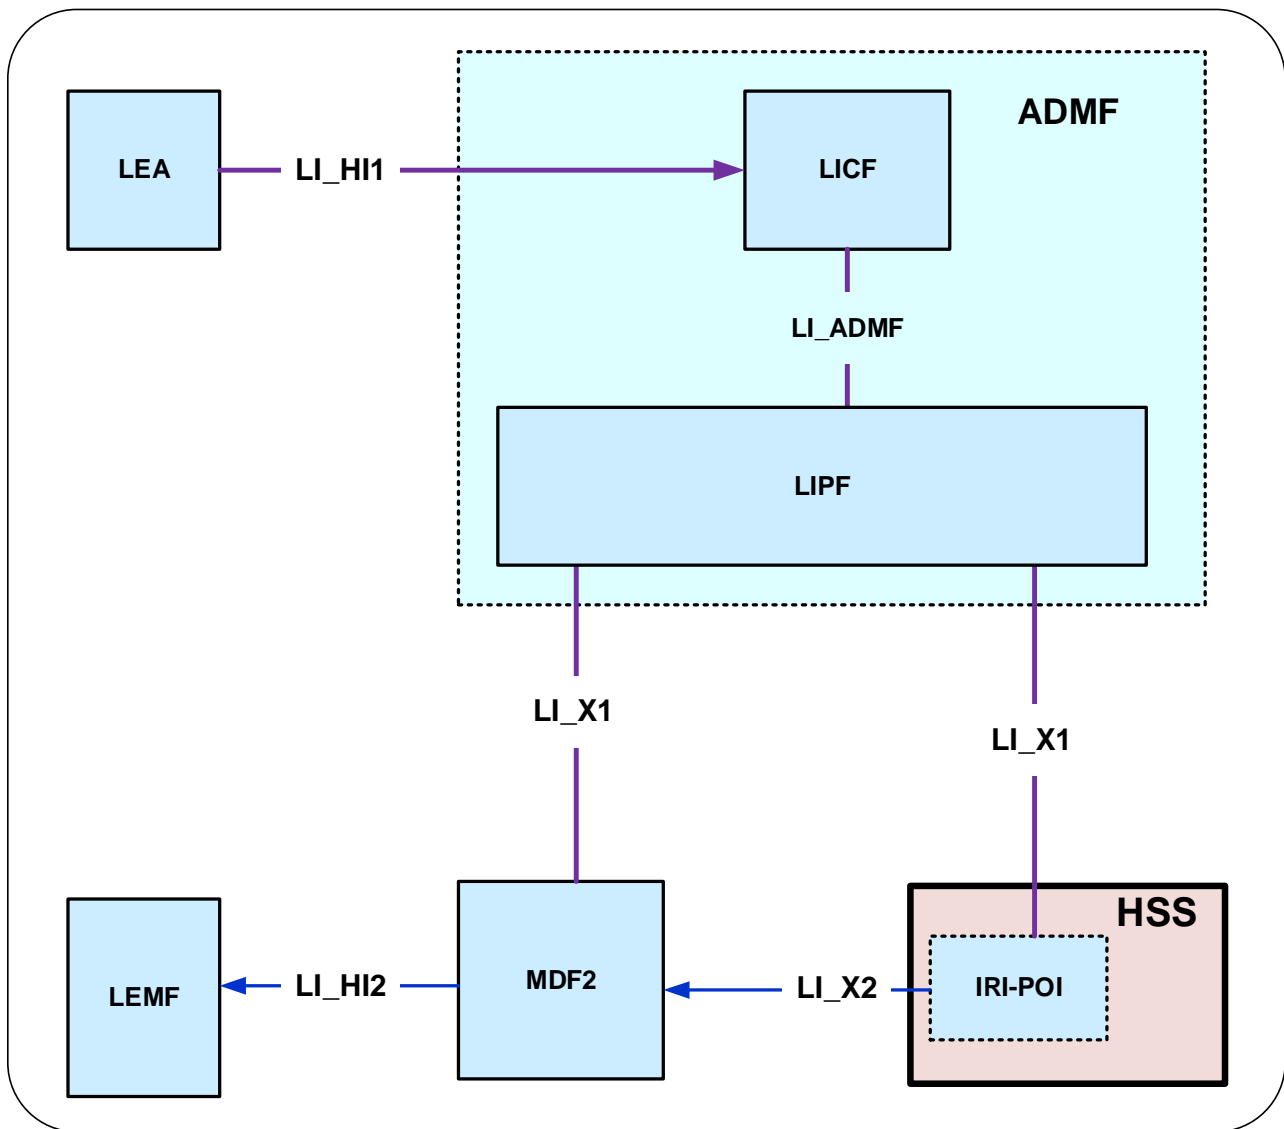 ADMF
LEA
LI_HI1
LICF
LI_ADMF
LIPF
LI_X1
LI_X1
HSS
LEMF
LI_HI2
MDF2
LI_X2
IRI-POI